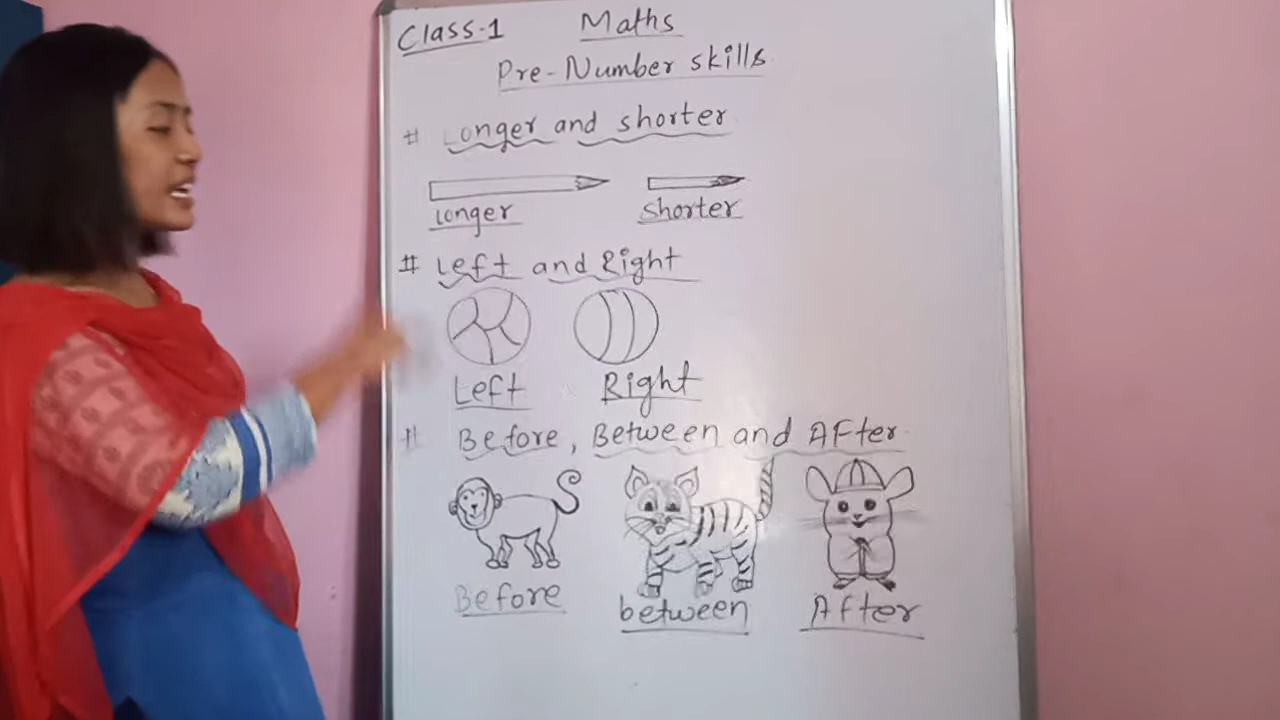 Class-1 Maths
Pre-Number skills
# Longer and shorter
Longer shorter
# Left and Right
Left Right
# Before, Between and After
Before between After